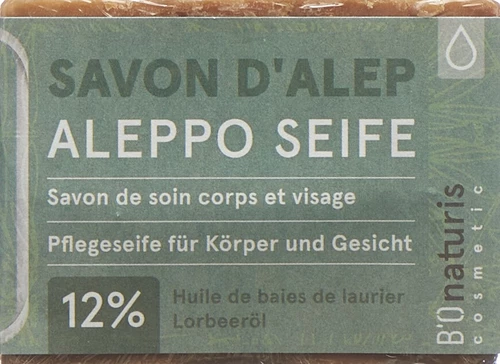 SAVON D'ALEP
ALEPPO SEIFE
Savon de soin corps et visage
Pflegeseife für Körper und Gesicht
12%
Huile de baies de laurier
Lorbeeröl
B'O naturis
cosmetic